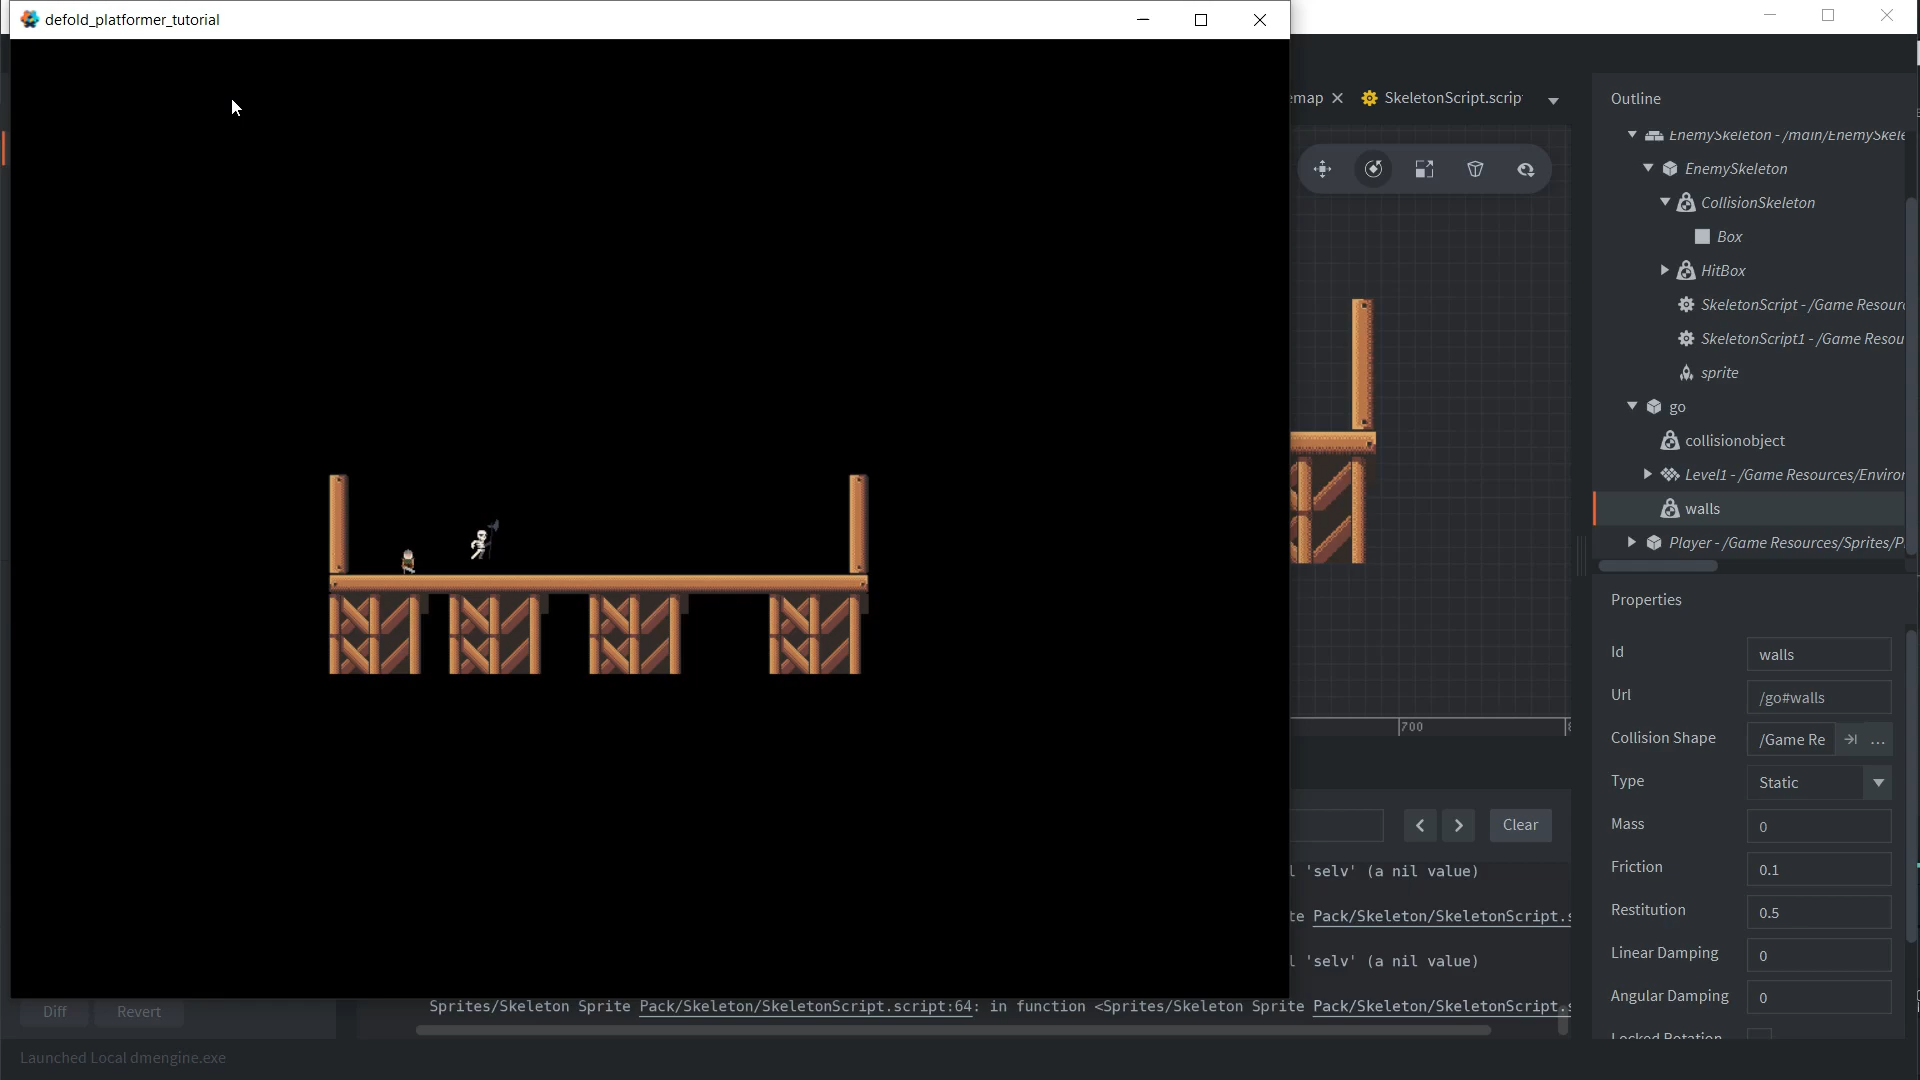 defold_platformer_tutorial
emap
SkeletonScript.scrip
Outline
EnemySkeleton - /main/EnemySkele
EnemySkeleton
CollisionSkeleton
Box
HitBox
SkeletonScript - /Game Resour
SkeletonScript1 - /Game Resou
sprite
go
collisionobject
Level1 - /Game Resources/Enviror
walls
Player - /Game Resources/Sprites/P
700
Properties
Id walls
Url /go#walls
Collision Shape /Game Re ...
Type Static
Mass 0
Friction 0.1
Restitution 0.5
Linear Damping 0
Angular Damping 0
Locked Rotation
Clear
l 'selv' (a nil value)
te Pack/Skeleton/SkeletonScript.s
l 'selv' (a nil value)
Sprites/Skeleton Sprite Pack/Skeleton/SkeletonScript.script:64: in function <Sprites/Skeleton Sprite Pack/Skeleton/SkeletonScript.s
Diff Revert
Launched Local dmengine.exe